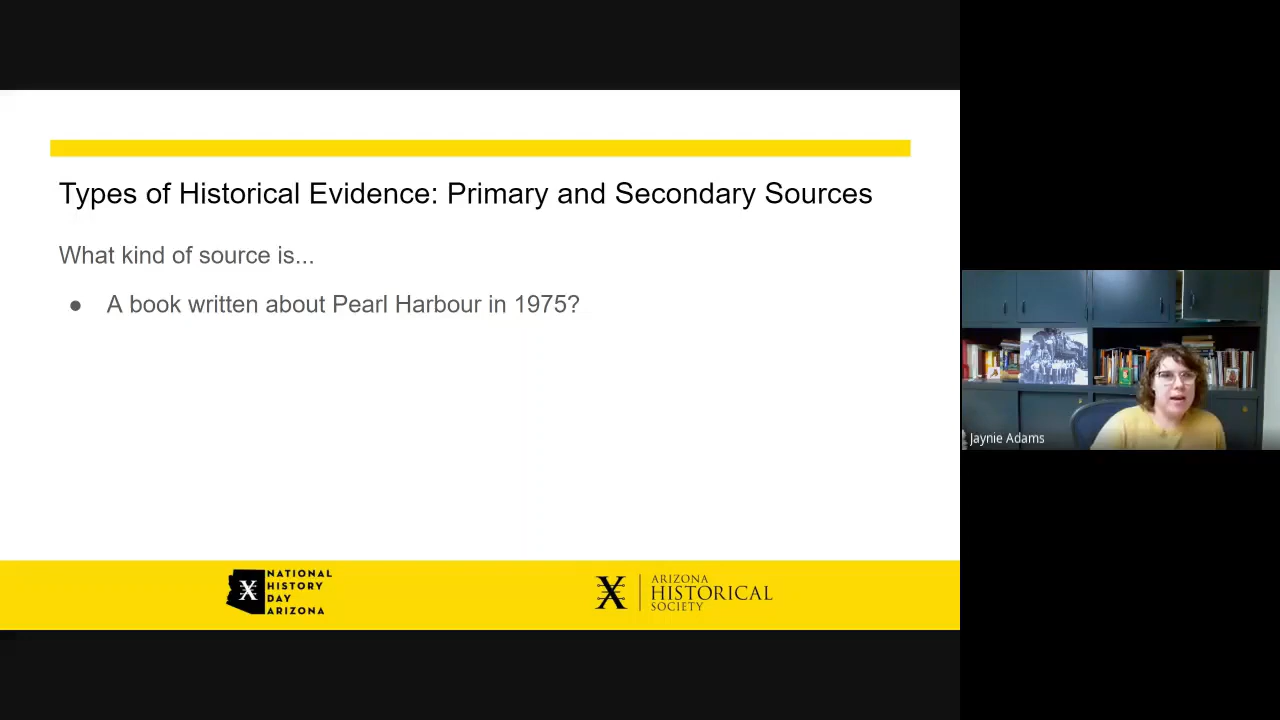 Types of Historical Evidence: Primary and Secondary Sources
What kind of source is...
● A book written about Pearl Harbour in 1975?
NATIONAL
HISTORY
DAY
ARIZONA
ARIZONA
HISTORICAL
SOCIETY
Jaynie Adams